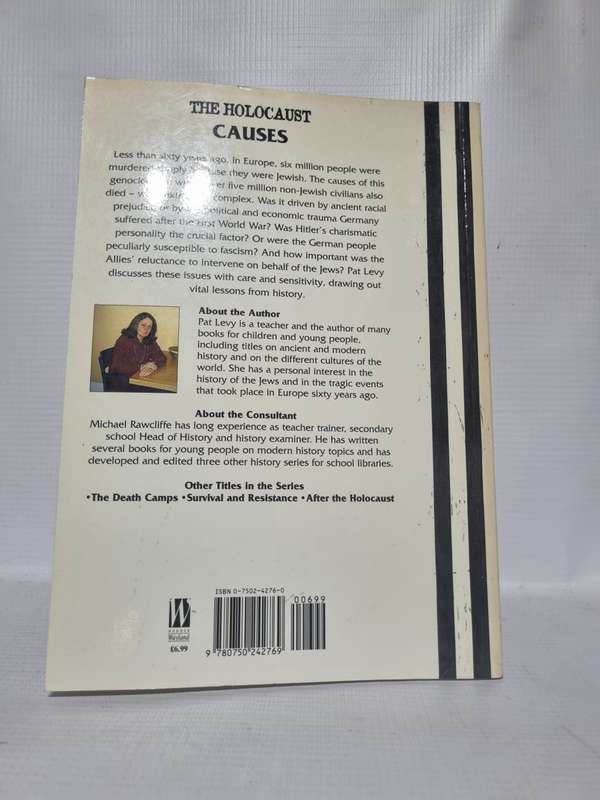 THE HOLOCAUST
CAUSES
Less than sixty years ago, in Europe, six million people were
murdered simply because they were Jewish. The causes of this
genocide – in which over five million non-Jewish civilians also
died – were complex. Was it driven by ancient racial
prejudice or by the political and economic trauma Germany
suffered after the First World War? Was Hitler's charismatic
personality the crucial factor? Or were the German people
peculiarly susceptible to fascism? And how important was the
Allies' reluctance to intervene on behalf of the Jews? Pat Levy
discusses these issues with care and sensitivity, drawing out
vital lessons from history.
About the Author
Pat Levy is a teacher and the author of many
books for children and young people,
including titles on ancient and modern
history and on the different cultures of the
world. She has a personal interest in the
history of the Jews and in the tragic events
that took place in Europe sixty years ago.
About the Consultant
Michael Rawcliffe has long experience as teacher trainer, secondary
school Head of History and history examiner. He has written
several books for young people on modern history topics and has
developed and edited three other history series for school libraries.
Other Titles in the Series
•The Death Camps •Survival and Resistance •After the Holocaust
ISBN 0-7502-4276-0
00699
W
HODDER
Wayland
£6.99
9 780750 242769